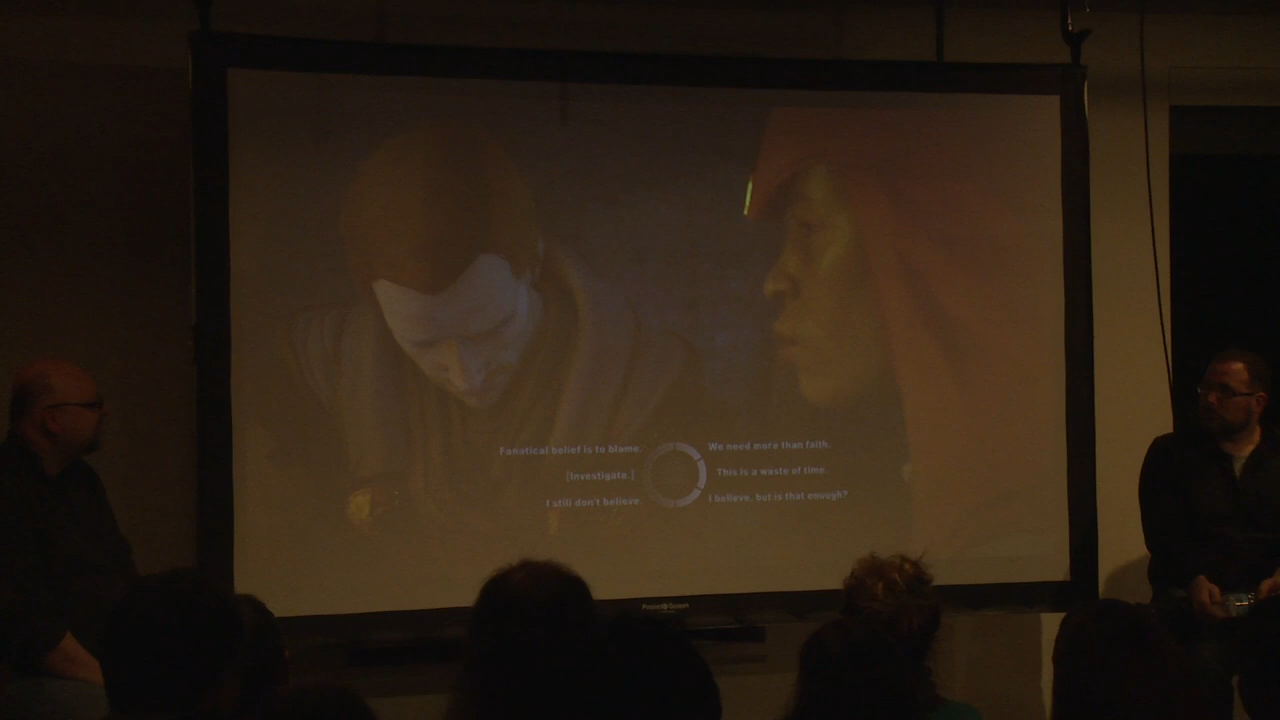 Fanatical belief is to blame.
We need more than faith.
[Investigate.]
This is a waste of time.
I still don't believe.
I believe, but is that enough?